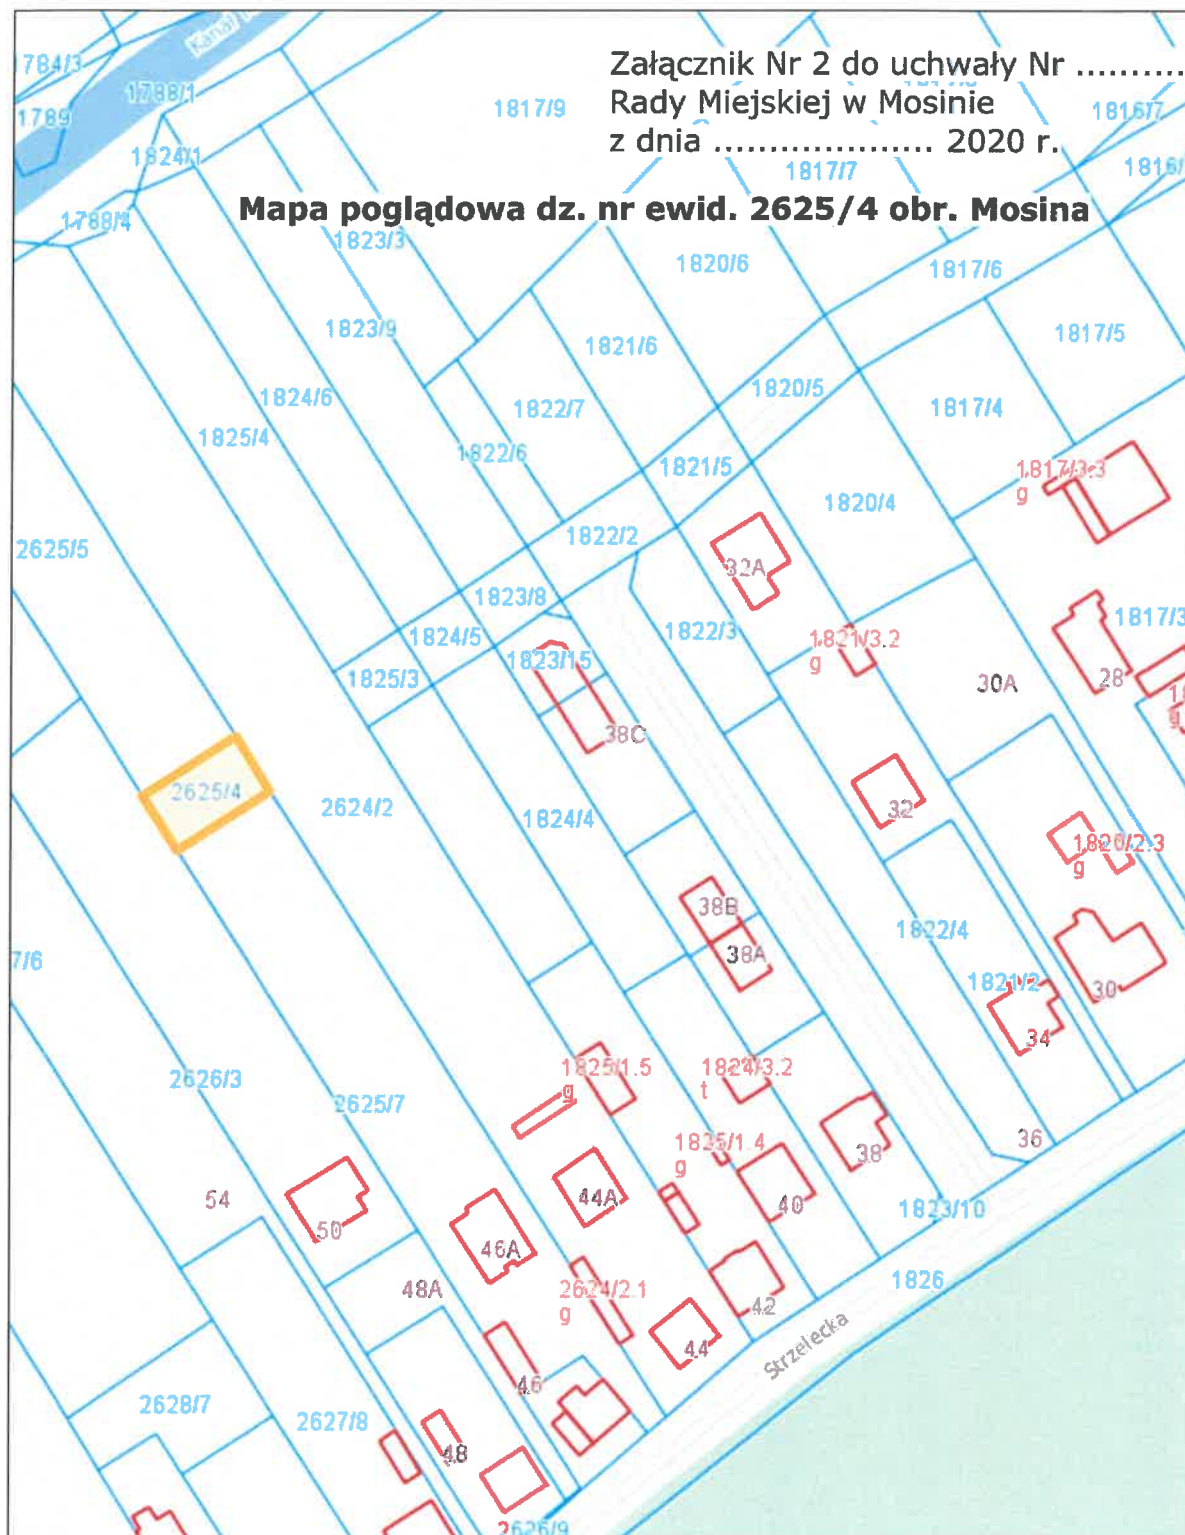 Kanał
784/3
1788/1
1789
1817/9
Załącznik Nr 2 do uchwały Nr ..........
Rady Miejskiej w Mosinie
z dnia .................... 2020 r.
1816/7
1824/1
1817/7
1816/
1788/4
Mapa poglądowa dz. nr ewid. 2625/4 obr. Mosina
1823/3
1820/6
1817/6
1823/9
1821/6
1817/5
1824/6
1822/7
1820/5
1817/4
1825/4
1822/6
1821/5
1817/3.3
g
1820/4
2625/5
1822/2
32A
1823/8
1824/5
1822/3
1821/3.2
g
1817/3
1823/15
1825/3
30A
28
18
g
38C
2625/4
2624/2
1824/4
32
1820/2.3
g
38B
1822/4
38A
7/6
1821/2
30
34
1825/1.5
g
1824/3.2
t
2626/3
2625/7
1825/1.4
g
38
36
54
44A
40
1823/10
50
46A
1826
48A
2624/2.1
g
42
44
Strzelecka
46
2628/7
2627/8
48
2626/9